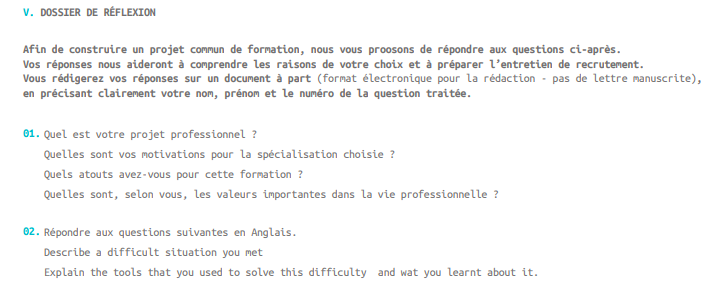 V. DOSSIER DE RÉFLEXION
Afin de construire un projet commun de formation, nous vous proosons de répondre aux questions ci-après.
Vos réponses nous aideront à comprendre les raisons de votre choix et à préparer l'entretien de recrutement.
Vous rédigerez vos réponses sur un document à part (format électronique pour la rédaction - pas de lettre manuscrite),
en précisant clairement votre nom, prénom et le numéro de la question traitée.
01. Quel est votre projet professionnel ?
Quelles sont vos motivations pour la spécialisation choisie ?
Quels atouts avez-vous pour cette formation ?
Quelles sont, selon vous, les valeurs importantes dans la vie professionnelle ?
02. Répondre aux questions suivantes en Anglais.
Describe a difficult situation you met
Explain the tools that you used to solve this difficulty  and wat you learnt about it.